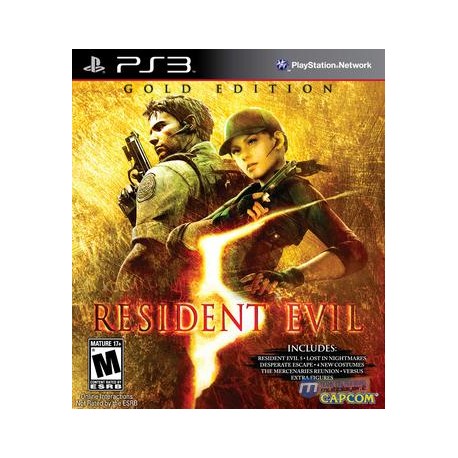 PS3 PlayStation®Network
GOLD EDITION
5
RESIDENT EVIL
MATURE 17+
M
CONTENT RATED BY
ESRB
INCLUDES:
RESIDENT EVIL 5 • LOST IN NIGHTMARES
DESPERATE ESCAPE • 4 NEW COSTUMES
THE MERCENARIES REUNION • VERSUS
EXTRA FIGURES
Online Interactions
Not Rated by the ESRB
CAPCOM